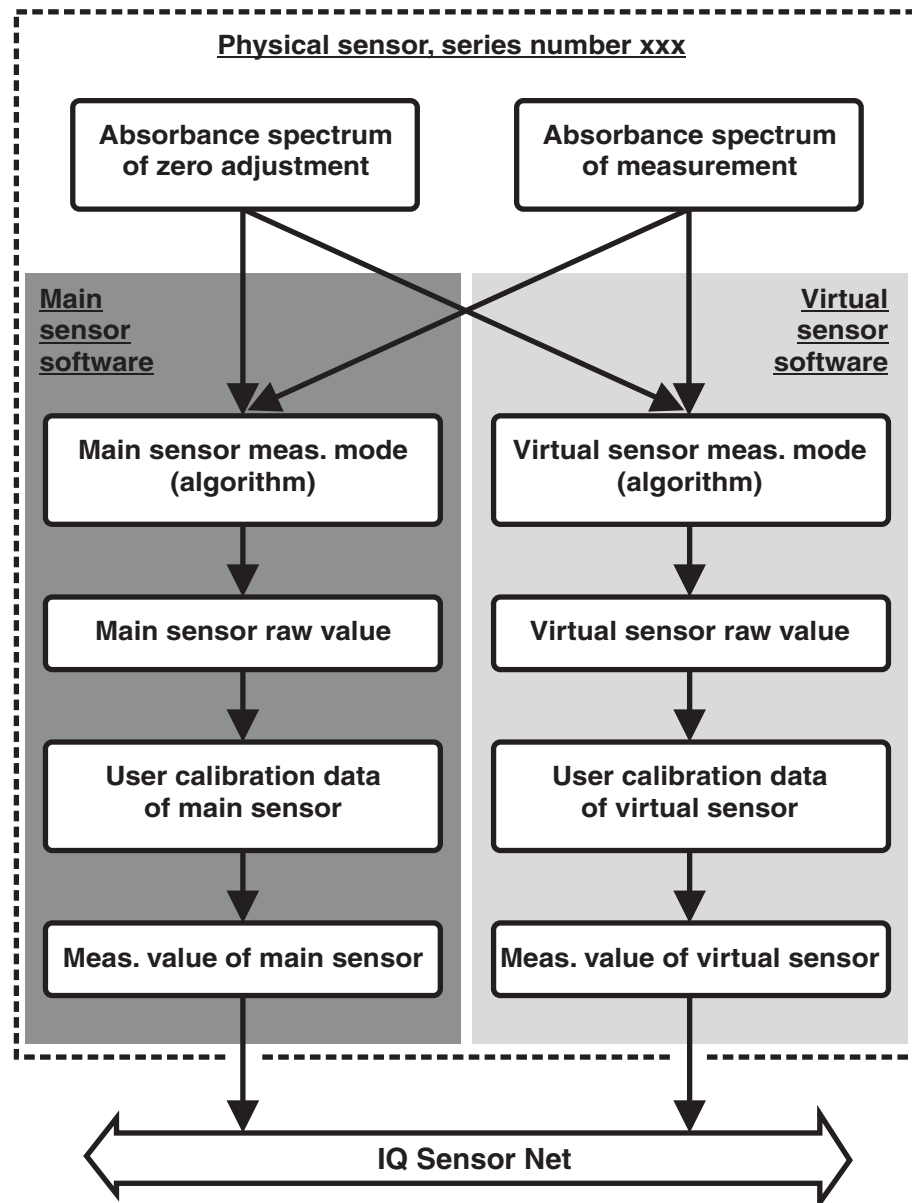 Physical sensor, series number xxx
Absorbance spectrum
of zero adjustment
Absorbance spectrum
of measurement
Main
sensor
software
Virtual
sensor
software
Main sensor meas. mode
(algorithm)
Virtual sensor meas. mode
(algorithm)
Main sensor raw value
Virtual sensor raw value
User calibration data
of main sensor
User calibration data
of virtual sensor
Meas. value of main sensor
Meas. value of virtual sensor
IQ Sensor Net